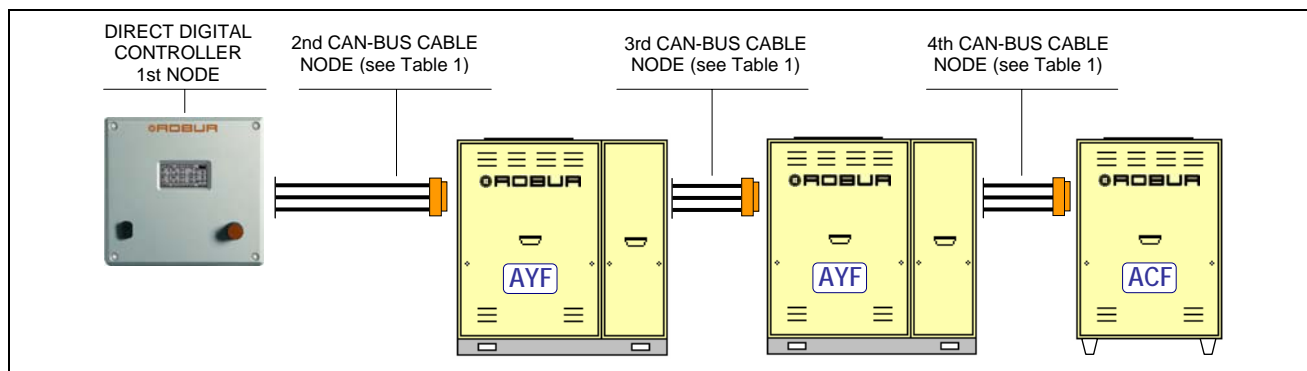 DIRECT DIGITAL
CONTROLLER
1st NODE
2nd CAN-BUS CABLE
NODE (see Table 1)
3rd CAN-BUS CABLE
NODE (see Table 1)
4th CAN-BUS CABLE
NODE (see Table 1)
ROBUR
ROBUR
ROBUR
ROBUR
AYF
AYF
ACF